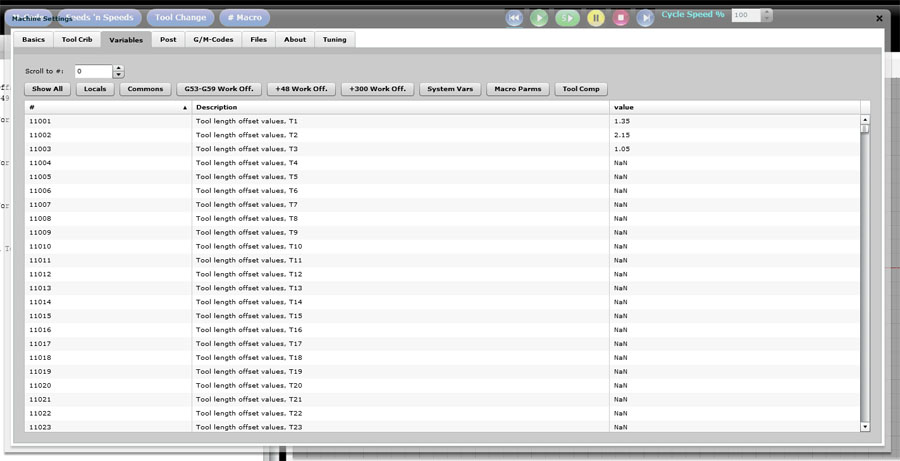 Machine Settings
Feeds 'n Speeds Tool Change # Macro S Cycle Speed % 100
Basics Tool Crib Variables Post G/M-Codes Files About Tuning
Scroll to #: 0
Show All Locals Commons G53-G59 Work Off. +48 Work Off. +300 Work Off. System Vars Macro Parms Tool Comp
# Description value
11001 Tool length offset values, T1 1.35
11002 Tool length offset values, T2 2.15
11003 Tool length offset values, T3 1.05
11004 Tool length offset values, T4 NaN
11005 Tool length offset values, T5 NaN
11006 Tool length offset values, T6 NaN
11007 Tool length offset values, T7 NaN
11008 Tool length offset values, T8 NaN
11009 Tool length offset values, T9 NaN
11010 Tool length offset values, T10 NaN
11011 Tool length offset values, T11 NaN
11012 Tool length offset values, T12 NaN
11013 Tool length offset values, T13 NaN
11014 Tool length offset values, T14 NaN
11015 Tool length offset values, T15 NaN
11016 Tool length offset values, T16 NaN
11017 Tool length offset values, T17 NaN
11018 Tool length offset values, T18 NaN
11019 Tool length offset values, T19 NaN
11020 Tool length offset values, T20 NaN
11021 Tool length offset values, T21 NaN
11022 Tool length offset values, T22 NaN
11023 Tool length offset values, T23 NaN